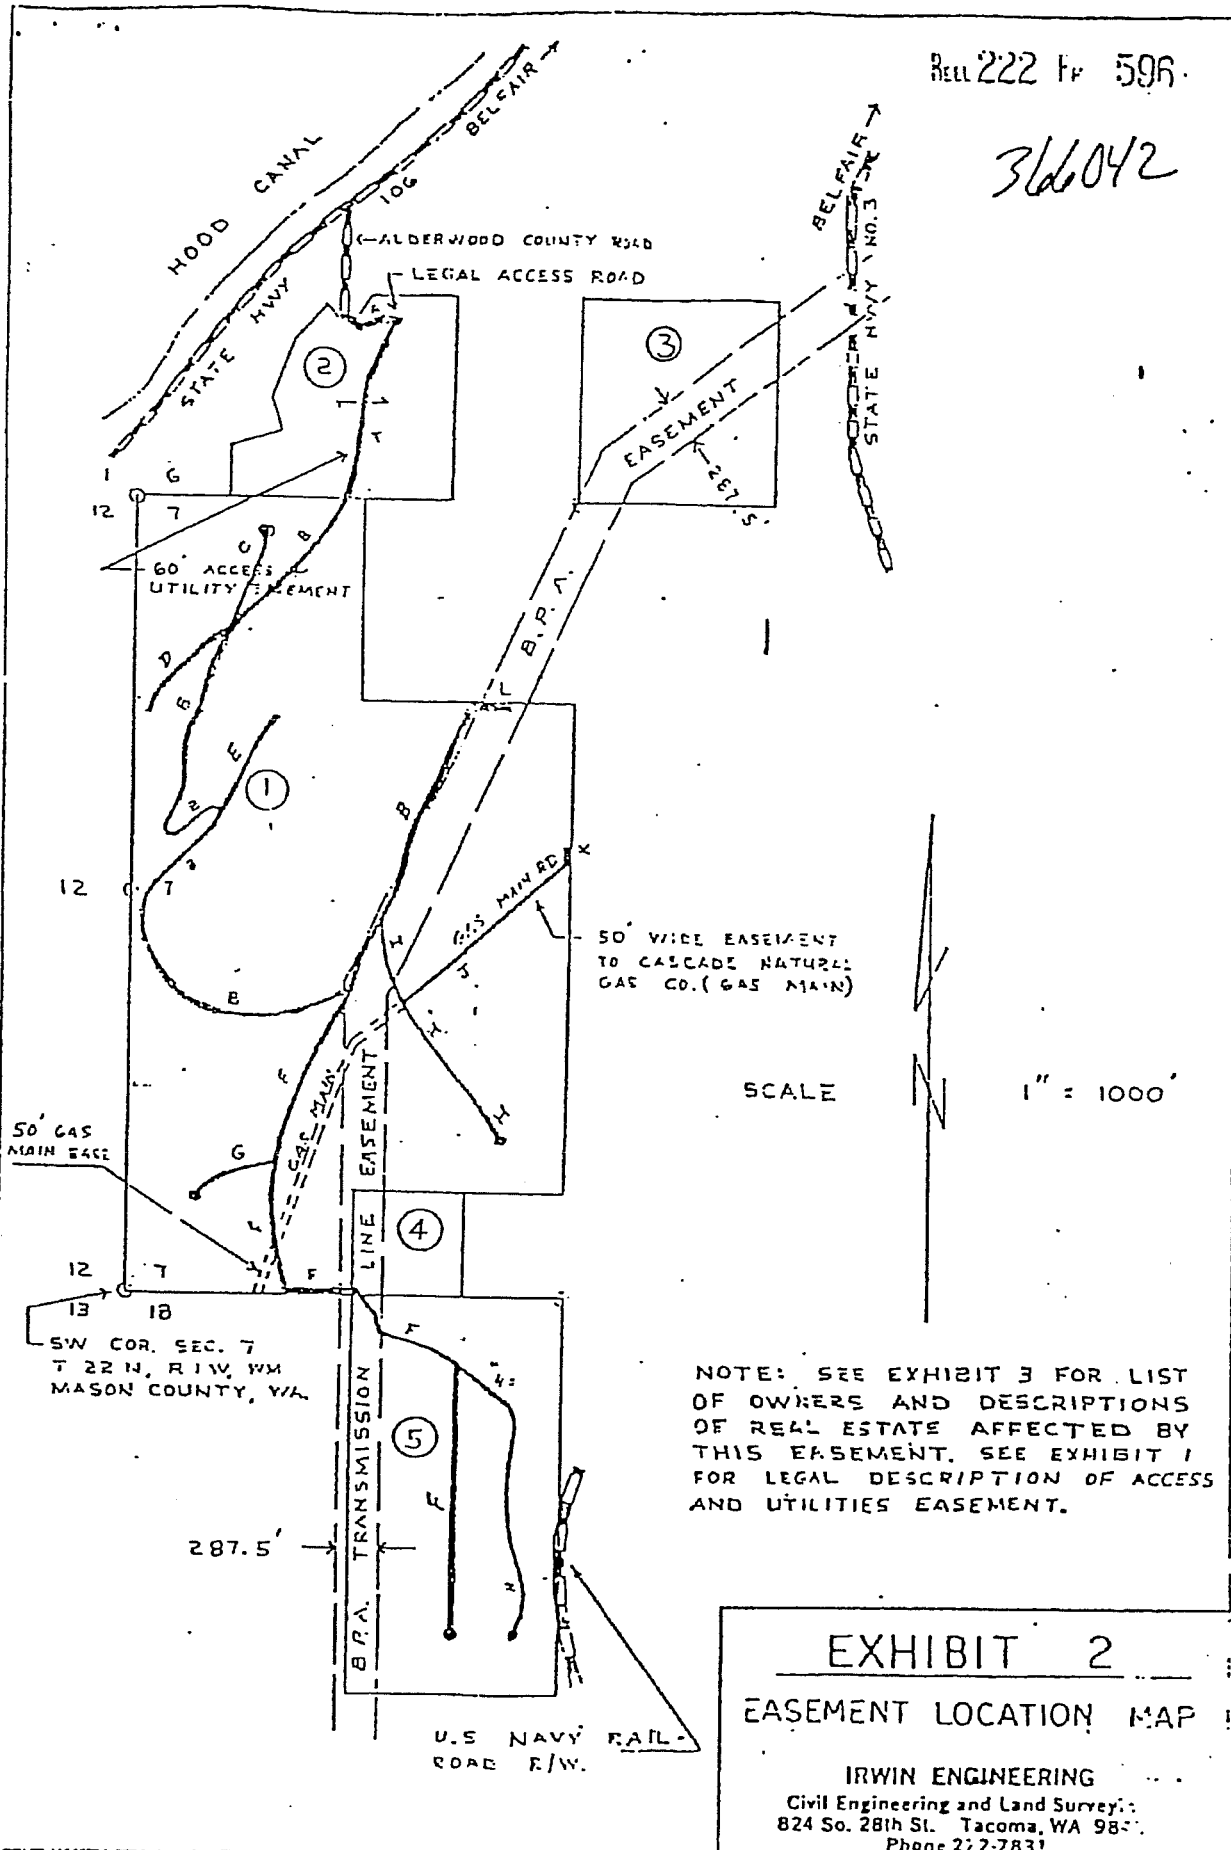 REEL 222 FR 596
366042
HOOD CANAL
BELFAIR
STATE HWY 106
BELFAIR
STATE HWY NO. 3
ALDERWOOD COUNTY ROAD
LEGAL ACCESS ROAD
2
3
EASEMENT
287.5'
1 6
12 7
C
B
60' ACCESS
UTILITY
B.P.A.
D
B
L
E
1
2
B
K
12 7
GAS MAIN RD
I
J
50' WIDE EASEMENT
TO CASCADE NATURAL
GAS CO. (GAS MAIN)
E
F
GAS MAIN
LINE EASEMENT
H
SCALE
N
1" = 1000'
50' GAS
MAIN EASE
G
F
4
12 7
13 18
F
SW COR. SEC. 7
T 22 N, R 1 W, WM
MASON COUNTY, WA.
F
B.P.A. TRANSMISSION
5
F
287.5'
NOTE: SEE EXHIBIT 3 FOR LIST
OF OWNERS AND DESCRIPTIONS
OF REAL ESTATE AFFECTED BY
THIS EASEMENT. SEE EXHIBIT 1
FOR LEGAL DESCRIPTION OF ACCESS
AND UTILITIES EASEMENT.
U.S NAVY RAIL-
ROAD R/W.
EXHIBIT 2
EASEMENT LOCATION MAP
IRWIN ENGINEERING
Civil Engineering and Land
824 So. 28th St. Tacoma, WA
Phone 272-7831